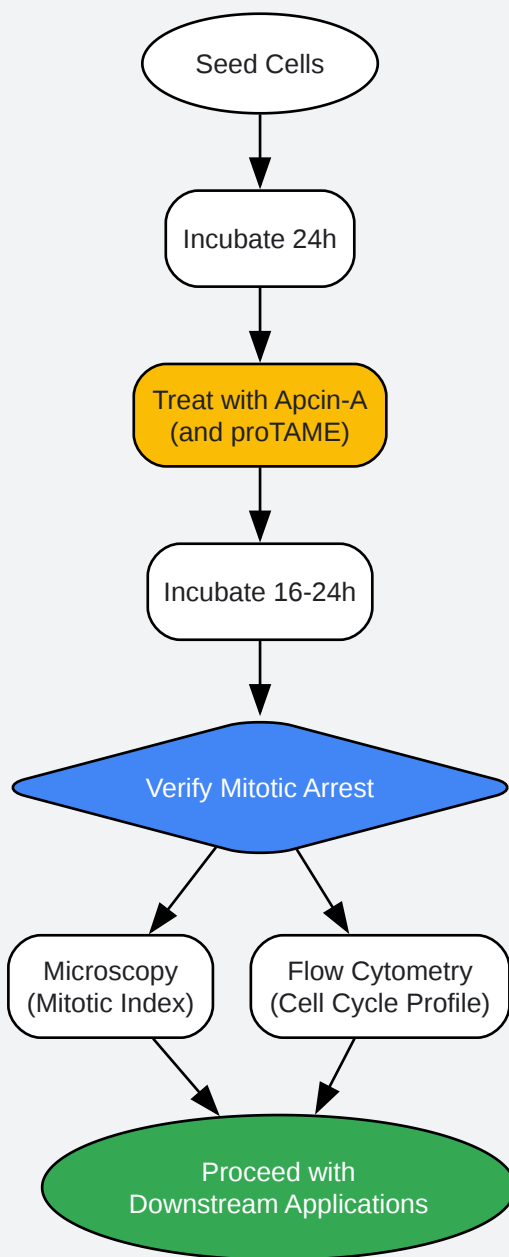 Seed Cells
Incubate 24h
Treat with Apcin-A
(and proTAME)
Incubate 16-24h
Verify Mitotic Arrest
Microscopy
(Mitotic Index)
Flow Cytometry
(Cell Cycle Profile)
Proceed with
Downstream Applications